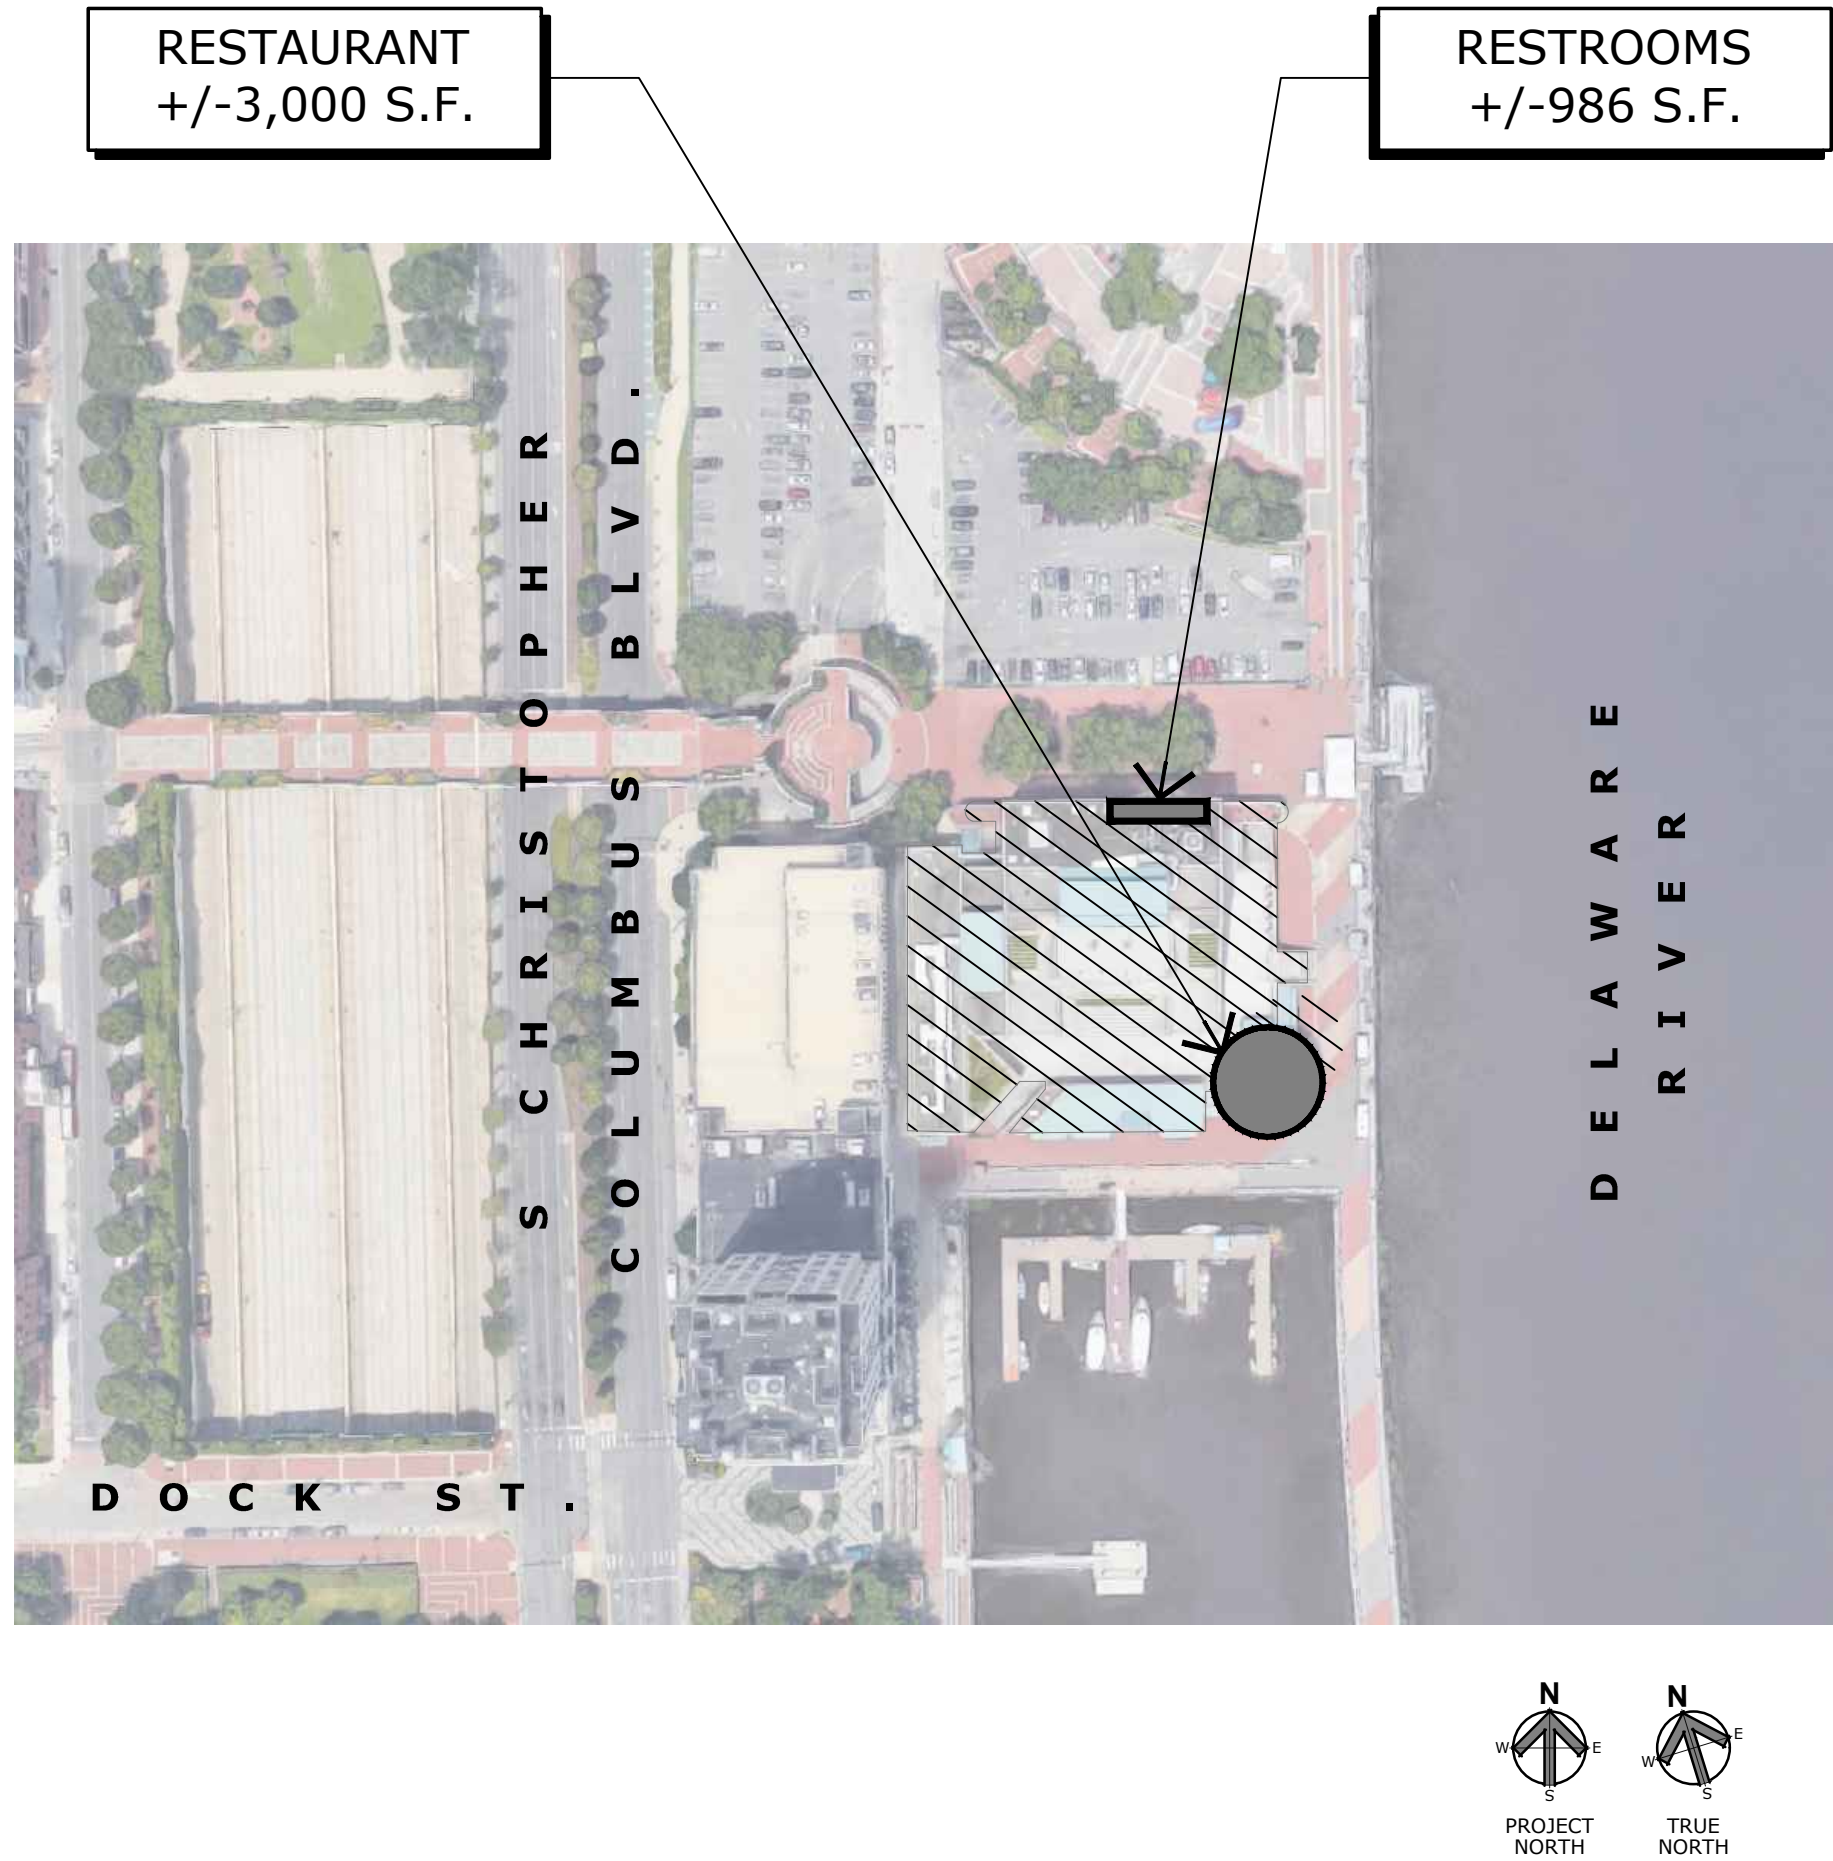 RESTAURANT
+/-3,000 S.F.
RESTROOMS
+/-986 S.F.
S CHRISTOPHER
COLUMBUS BLVD.
DELAWARE
RIVER
DOCK ST.
N
W E
S
PROJECT
NORTH
N
W E
S
TRUE
NORTH